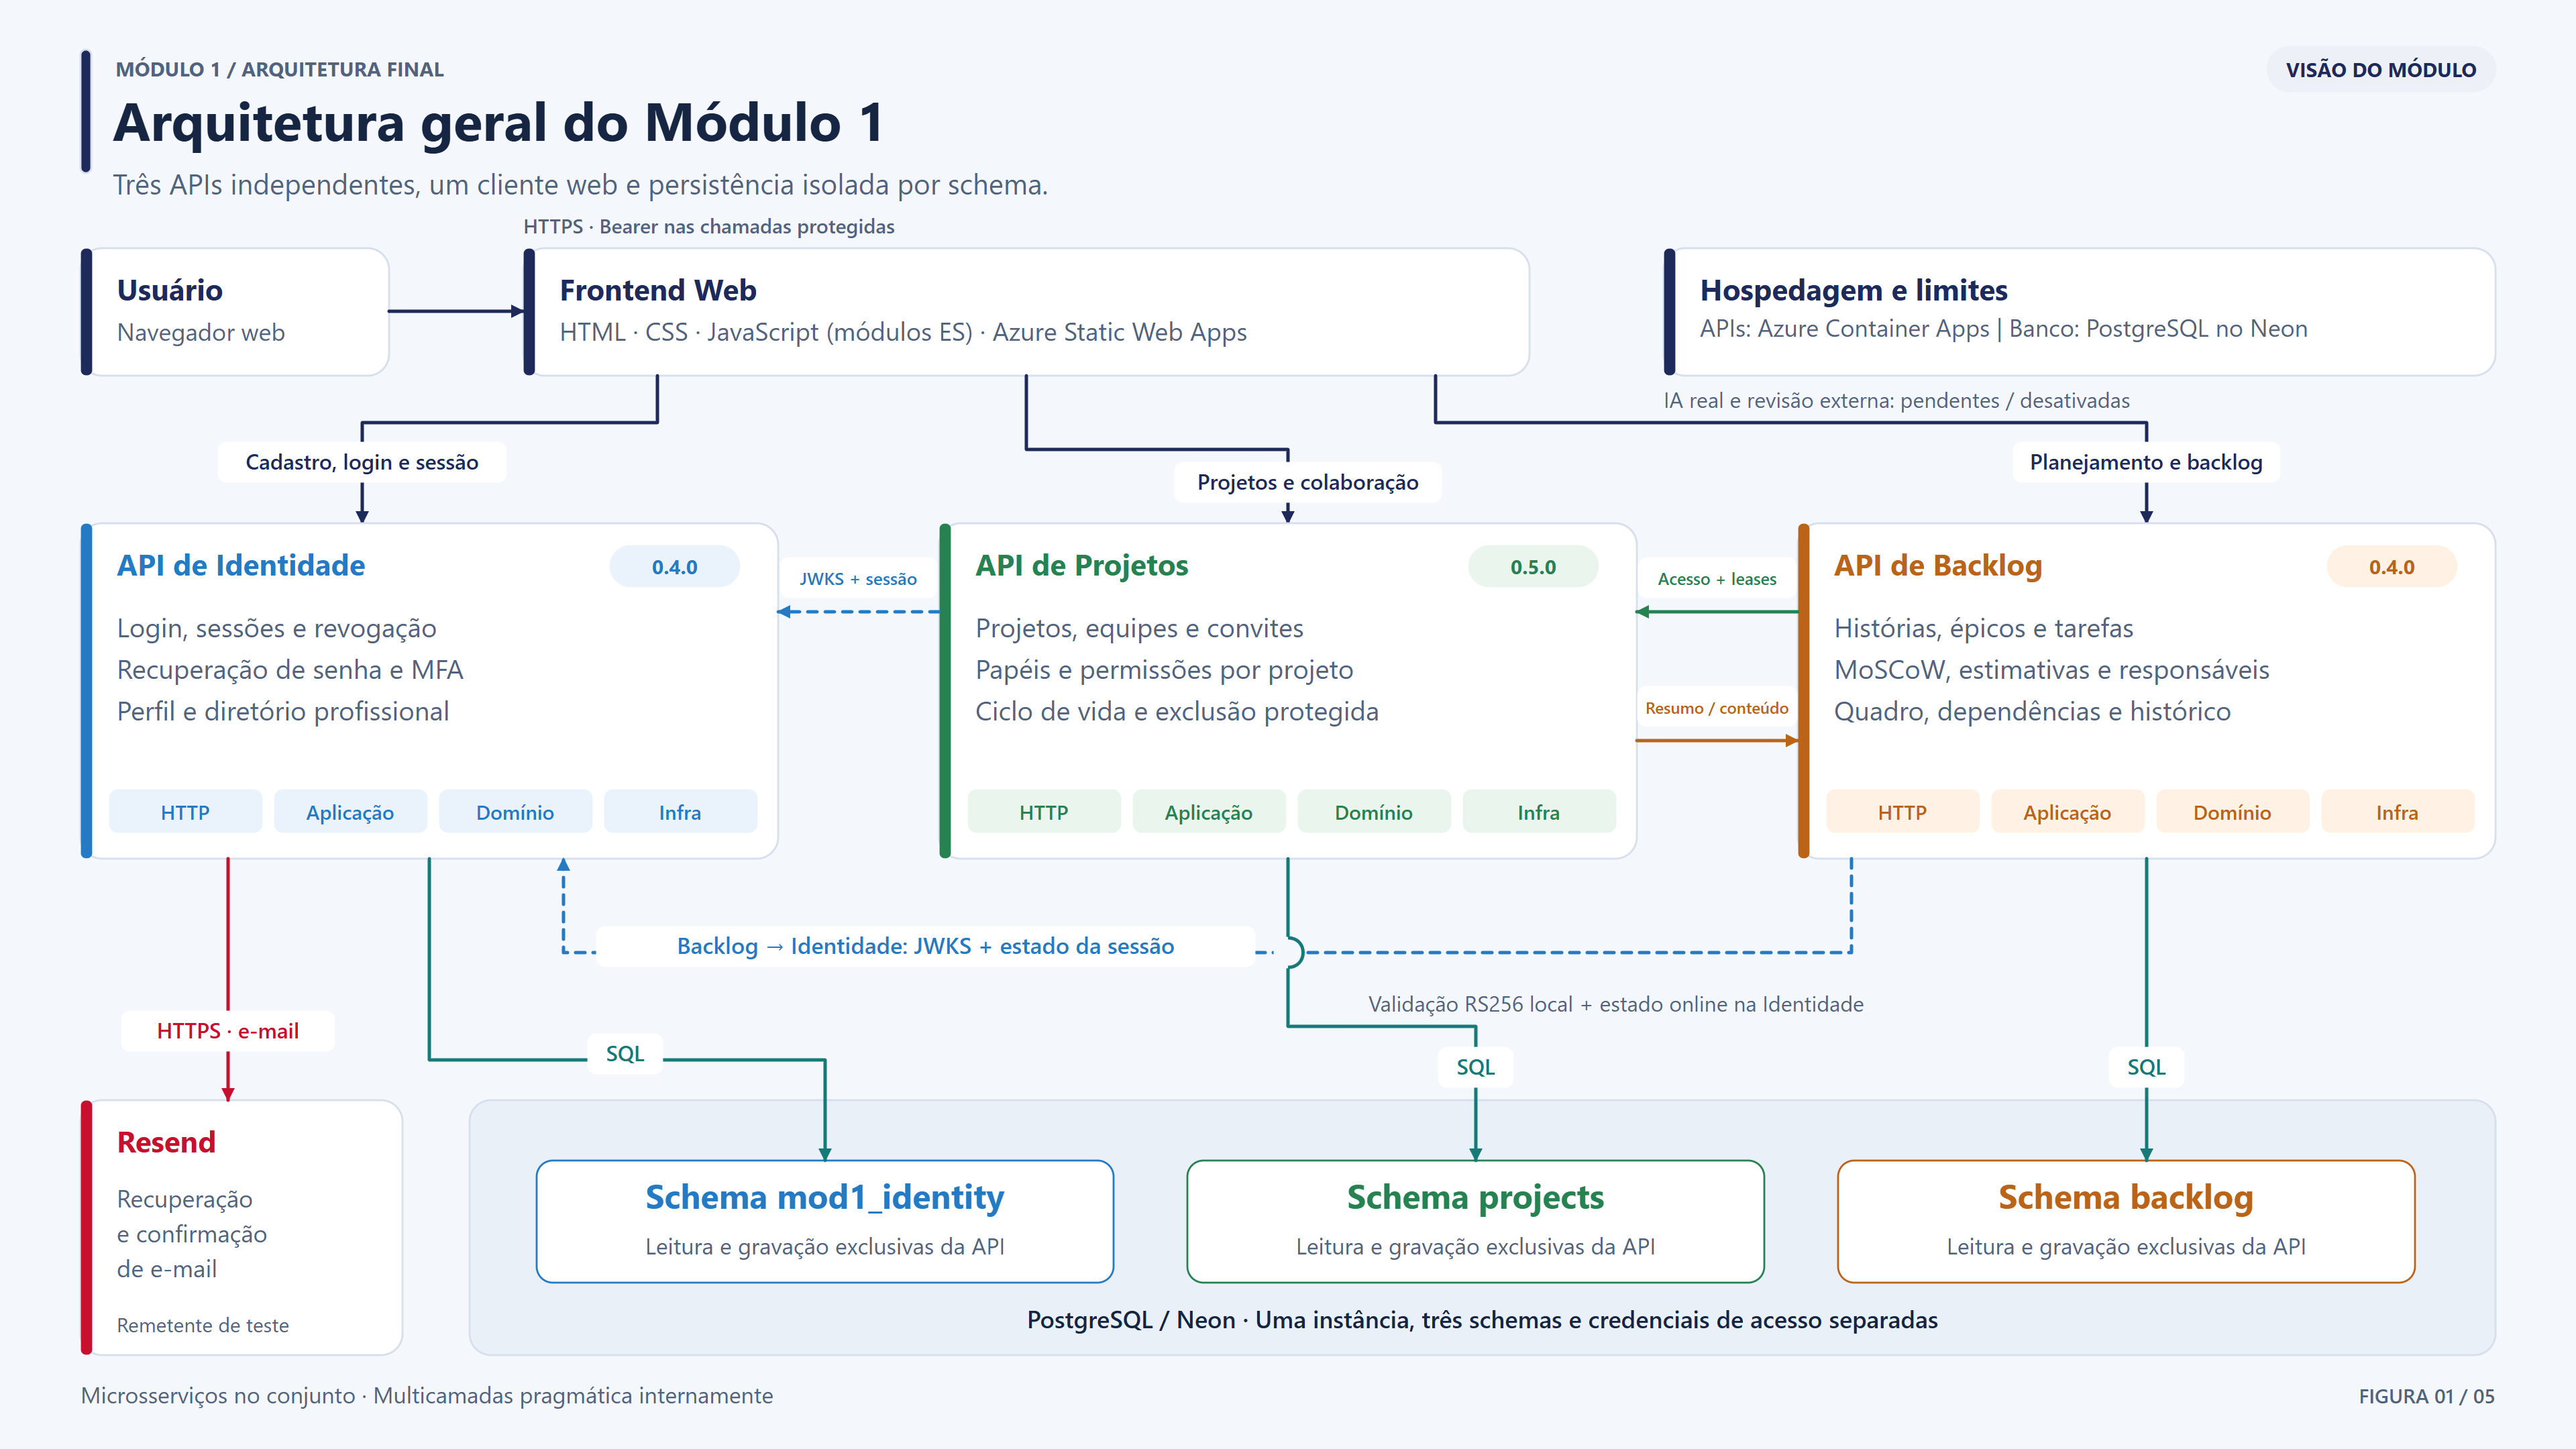 MÓDULO 1 / ARQUITETURA FINAL
VISÃO DO MÓDULO
Arquitetura geral do Módulo 1
Três APIs independentes, um cliente web e persistência isolada por schema.
HTTPS · Bearer nas chamadas protegidas
Usuário
Navegador web
Frontend Web
HTML · CSS · JavaScript (módulos ES) · Azure Static Web Apps
Hospedagem e limites
APIs: Azure Container Apps | Banco: PostgreSQL no Neon
IA real e revisão externa: pendentes / desativadas
Cadastro, login e sessão
Projetos e colaboração
Planejamento e backlog
API de Identidade
0.4.0
Login, sessões e revogação
Recuperação de senha e MFA
Perfil e diretório profissional
HTTP
Aplicação
Domínio
Infra
JWKS + sessão
API de Projetos
0.5.0
Projetos, equipes e convites
Papéis e permissões por projeto
Ciclo de vida e exclusão protegida
HTTP
Aplicação
Domínio
Infra
Acesso + leases
Resumo / conteúdo
API de Backlog
0.4.0
Histórias, épicos e tarefas
MoSCoW, estimativas e responsáveis
Quadro, dependências e histórico
HTTP
Aplicação
Domínio
Infra
Backlog → Identidade: JWKS + estado da sessão
Validação RS256 local + estado online na Identidade
HTTPS · e-mail
SQL
SQL
SQL
Resend
Recuperação
e confirmação
de e-mail
Remetente de teste
Schema mod1_identity
Leitura e gravação exclusivas da API
Schema projects
Leitura e gravação exclusivas da API
Schema backlog
Leitura e gravação exclusivas da API
PostgreSQL / Neon · Uma instância, três schemas e credenciais de acesso separadas
Microsserviços no conjunto · Multicamadas pragmática internamente
FIGURA 01 / 05